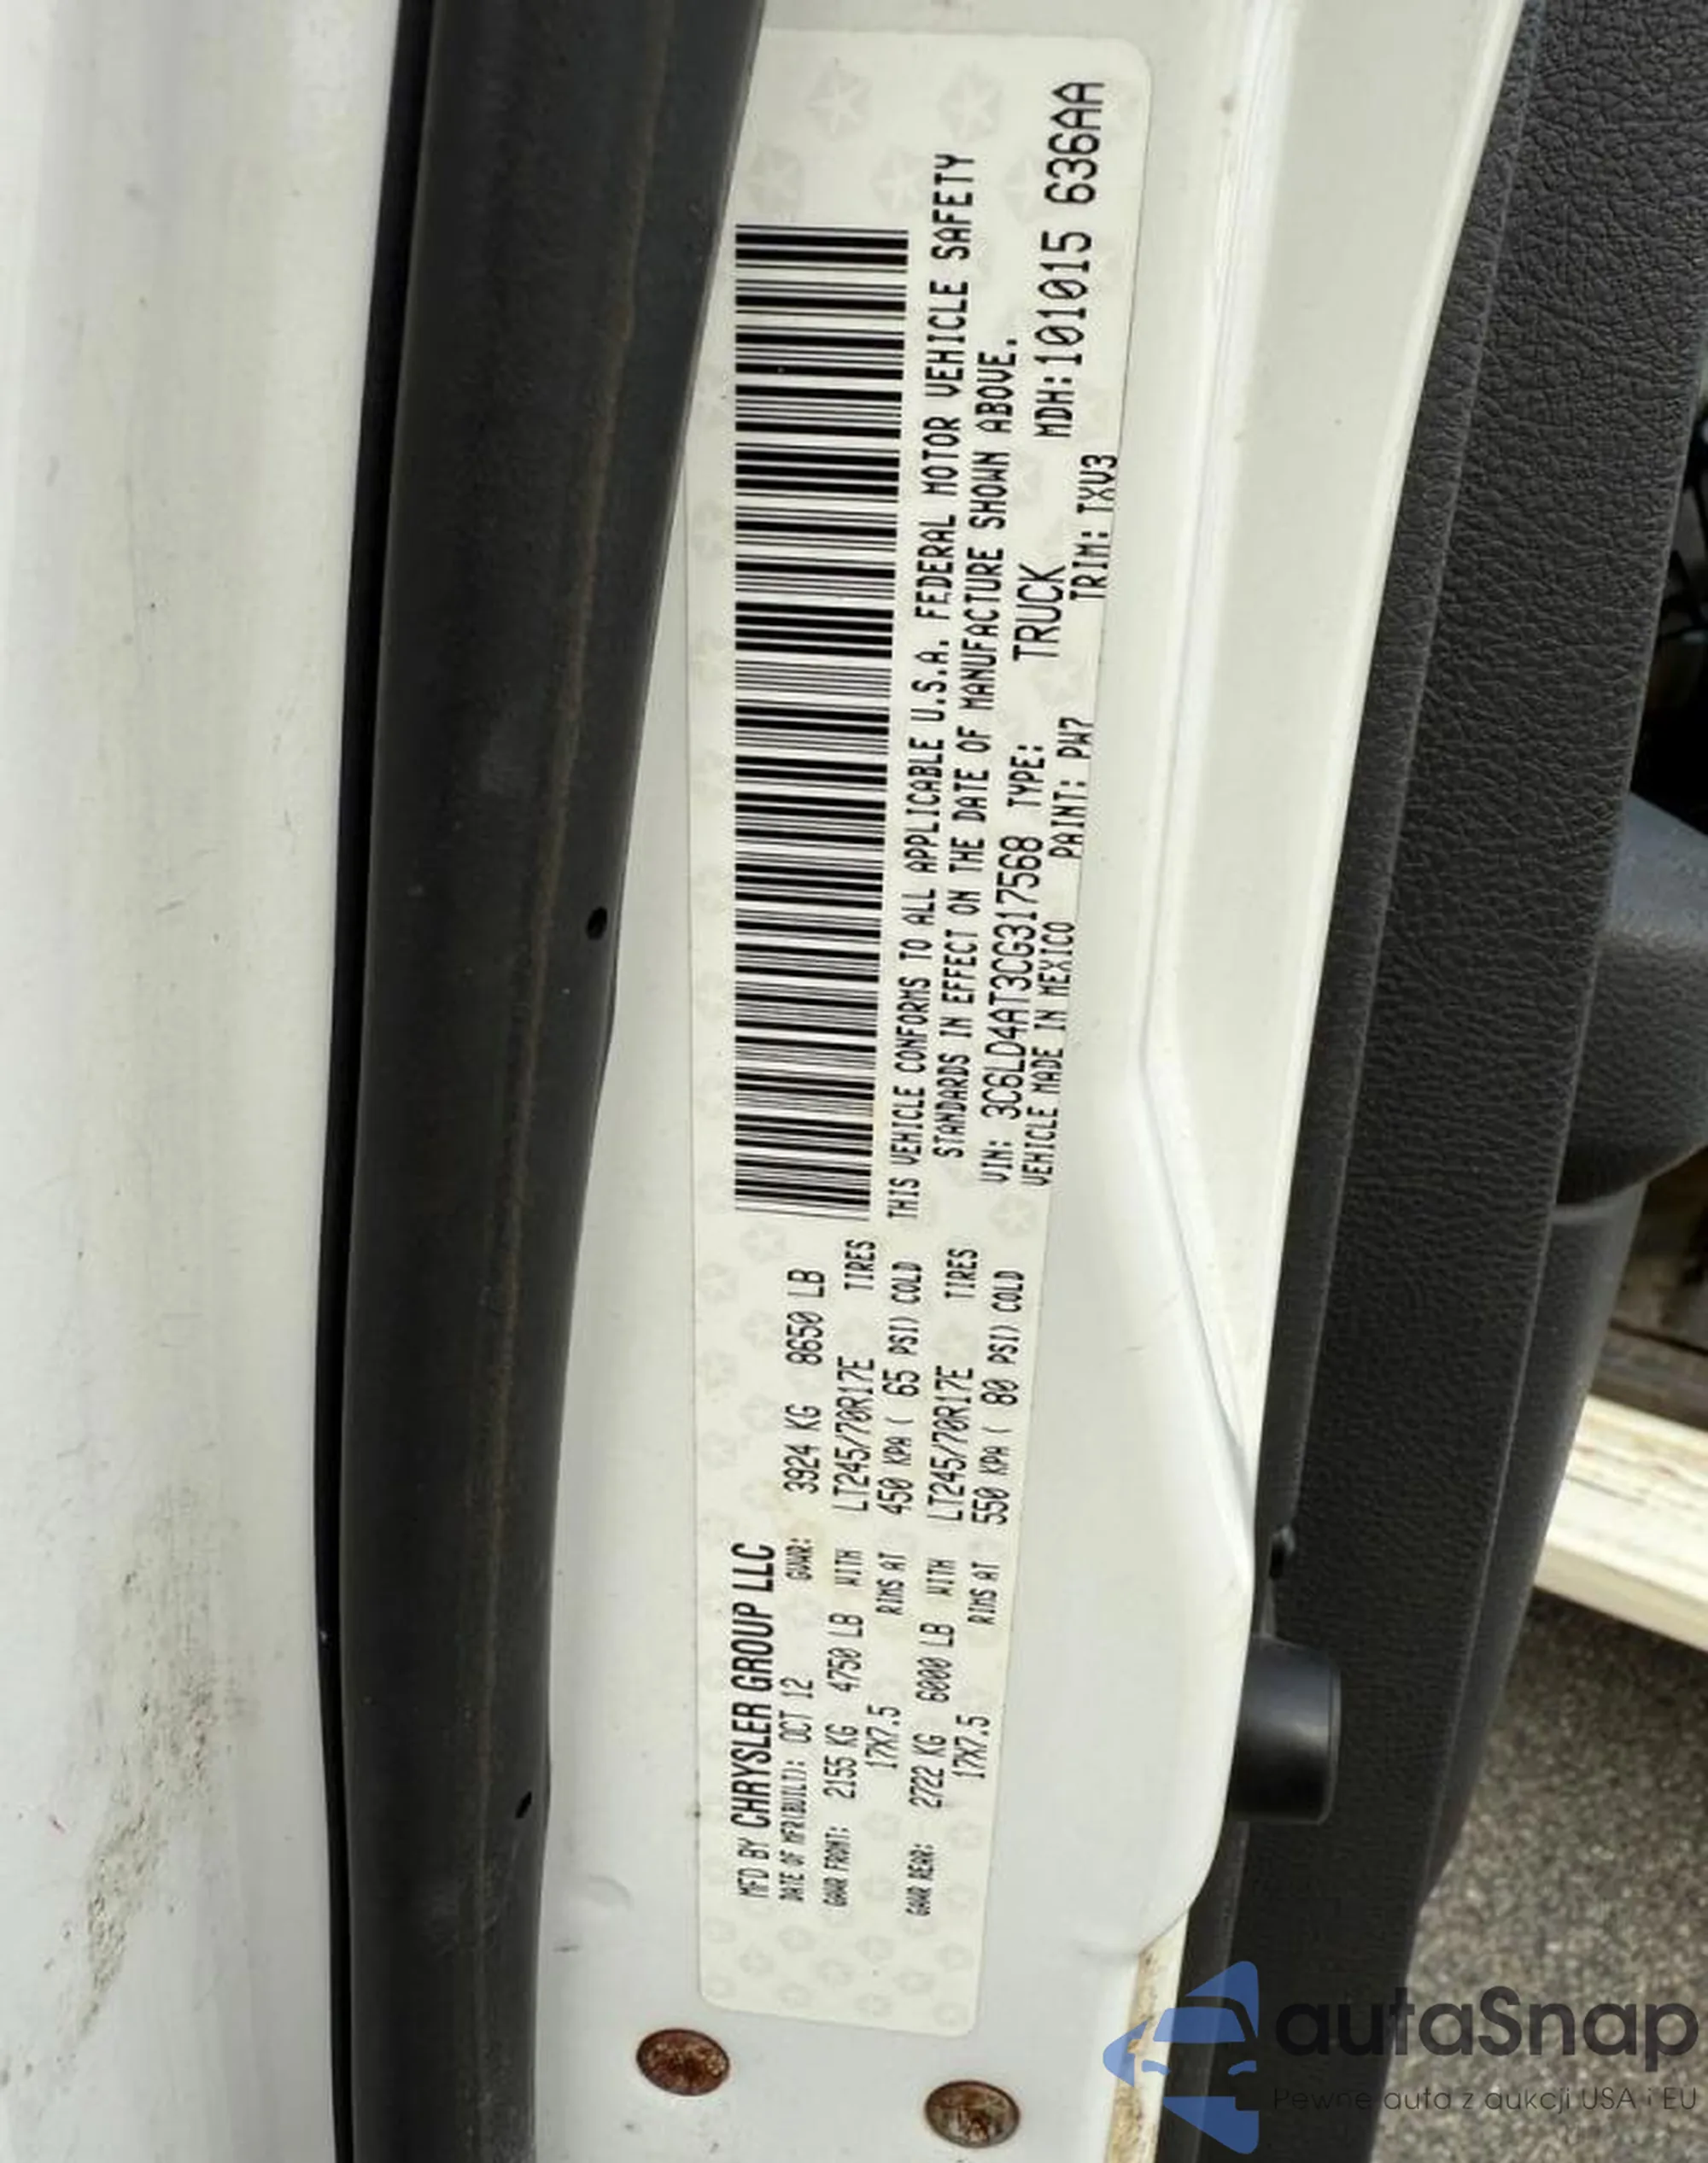 MFD BY CHRYSLER GROUP LLC
DATE OF MFR(BUILT): OCT 12 GVWR: 3924 KG 8650 LB
GAWR FRONT: 2155 KG 4750 LB WITH LT245/70R17E TIRES
17X7.5 RIMS AT 450 KPA ( 65 PSI) COLD
GAWR REAR: 2722 KG 6000 LB WITH LT245/70R17E TIRES
17X7.5 RIMS AT 550 KPA ( 80 PSI) COLD
THIS VEHICLE CONFORMS TO ALL APPLICABLE U.S.A. FEDERAL MOTOR VEHICLE SAFETY
STANDARDS IN EFFECT ON THE DATE OF MANUFACTURE SHOWN ABOVE.
VIN: 3C6LD4AT3CG317568 TYPE: TRUCK MDH:101015 636AA
VEHICLE MADE IN MEXICO PAINT: PW7 TRIM: TXV3
autaSnap
Pewne auta z aukcji USA i EU